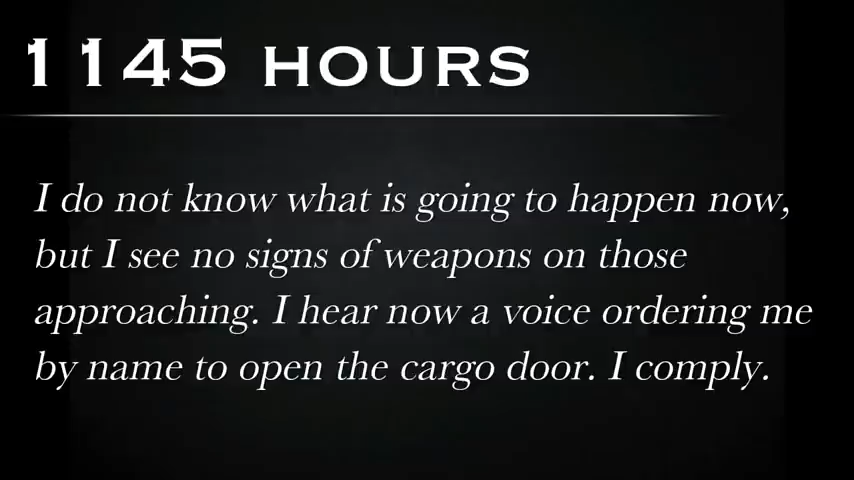 1145 HOURS
I do not know what is going to happen now,
but I see no signs of weapons on those
approaching. I hear now a voice ordering me
by name to open the cargo door. I comply.